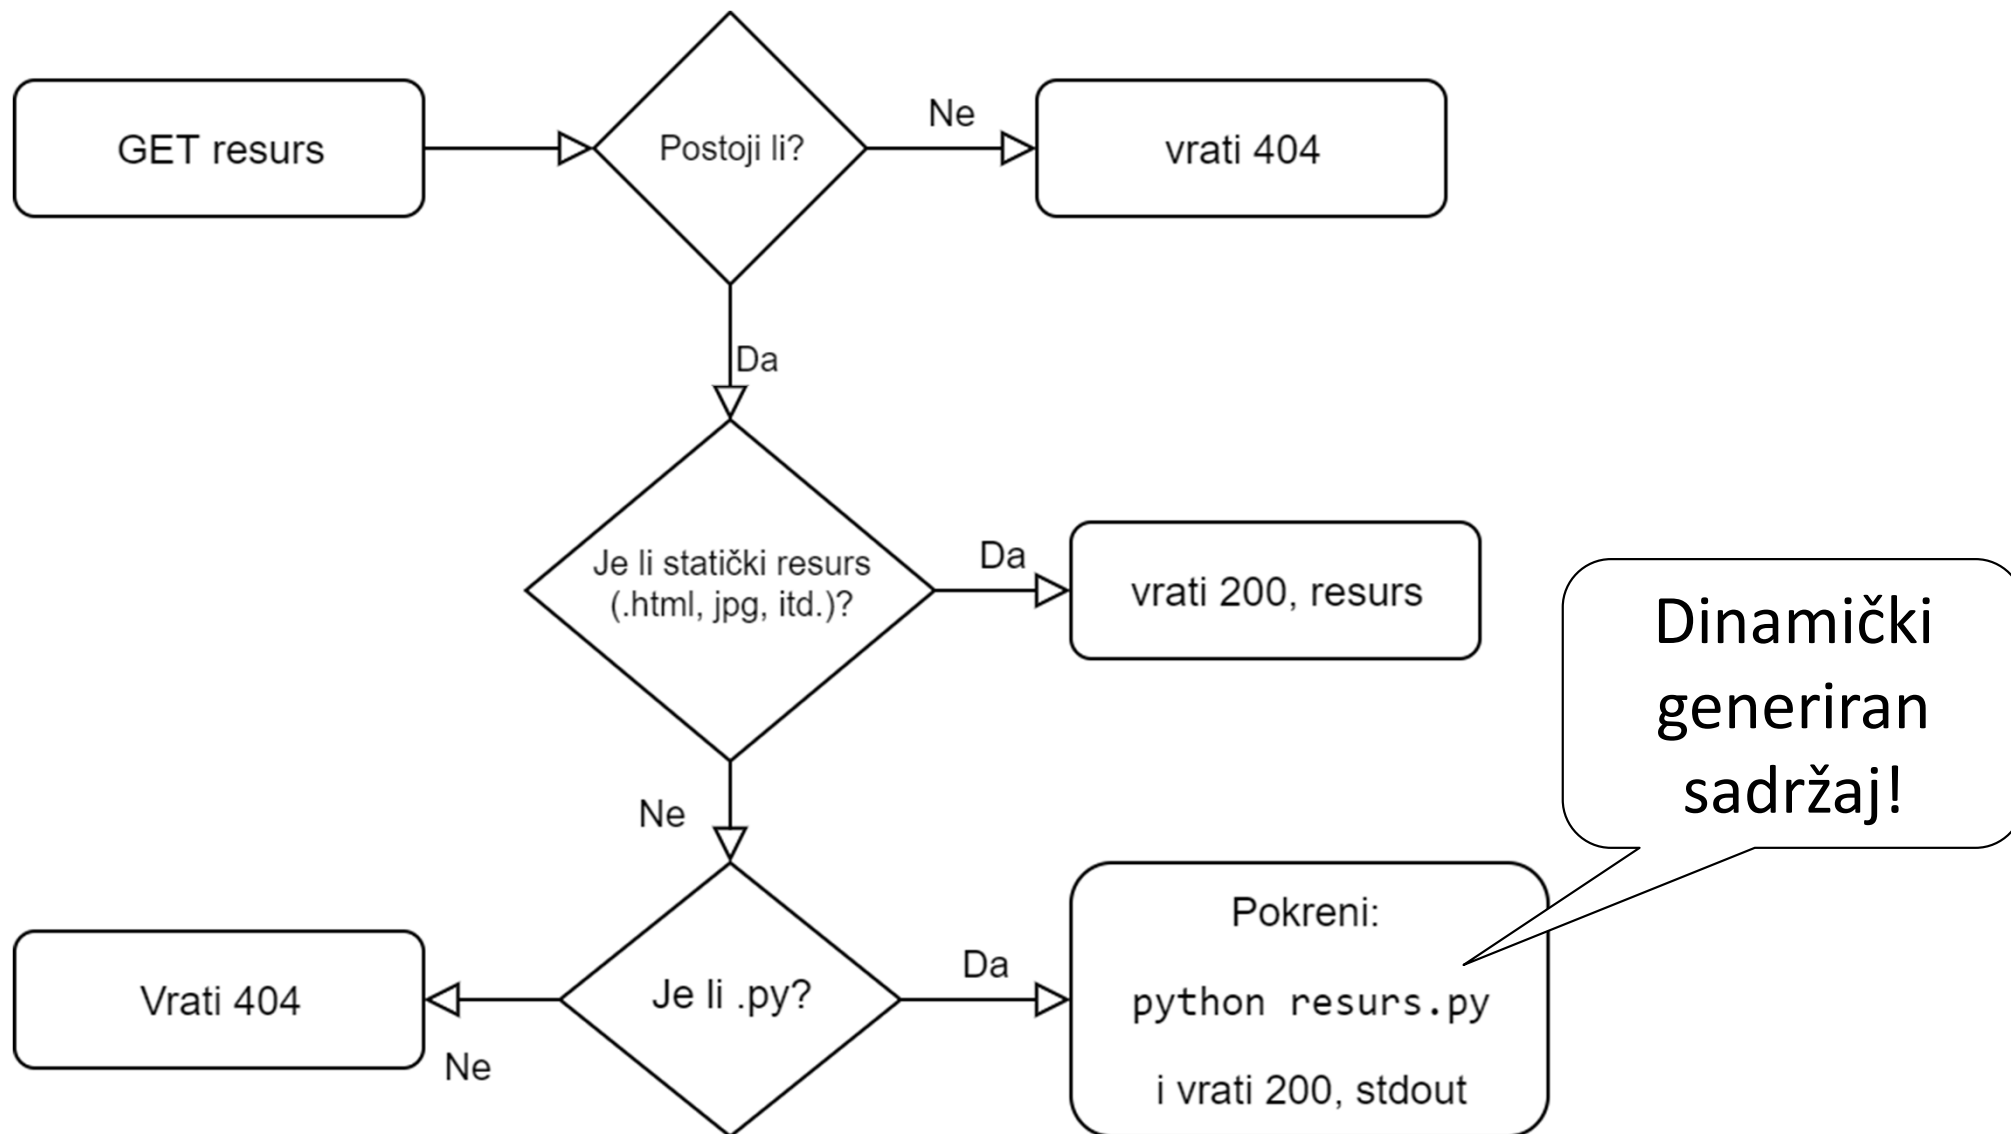 GET resurs
Postoji li?
Ne
vrati 404
Da
Je li statički resurs
(.html, jpg, itd.)?
Da
vrati 200, resurs
Dinamički
generiran
sadržaj!
Ne
Vrati 404
Ne
Je li .py?
Da
Pokreni:
python resurs.py
i vrati 200, stdout